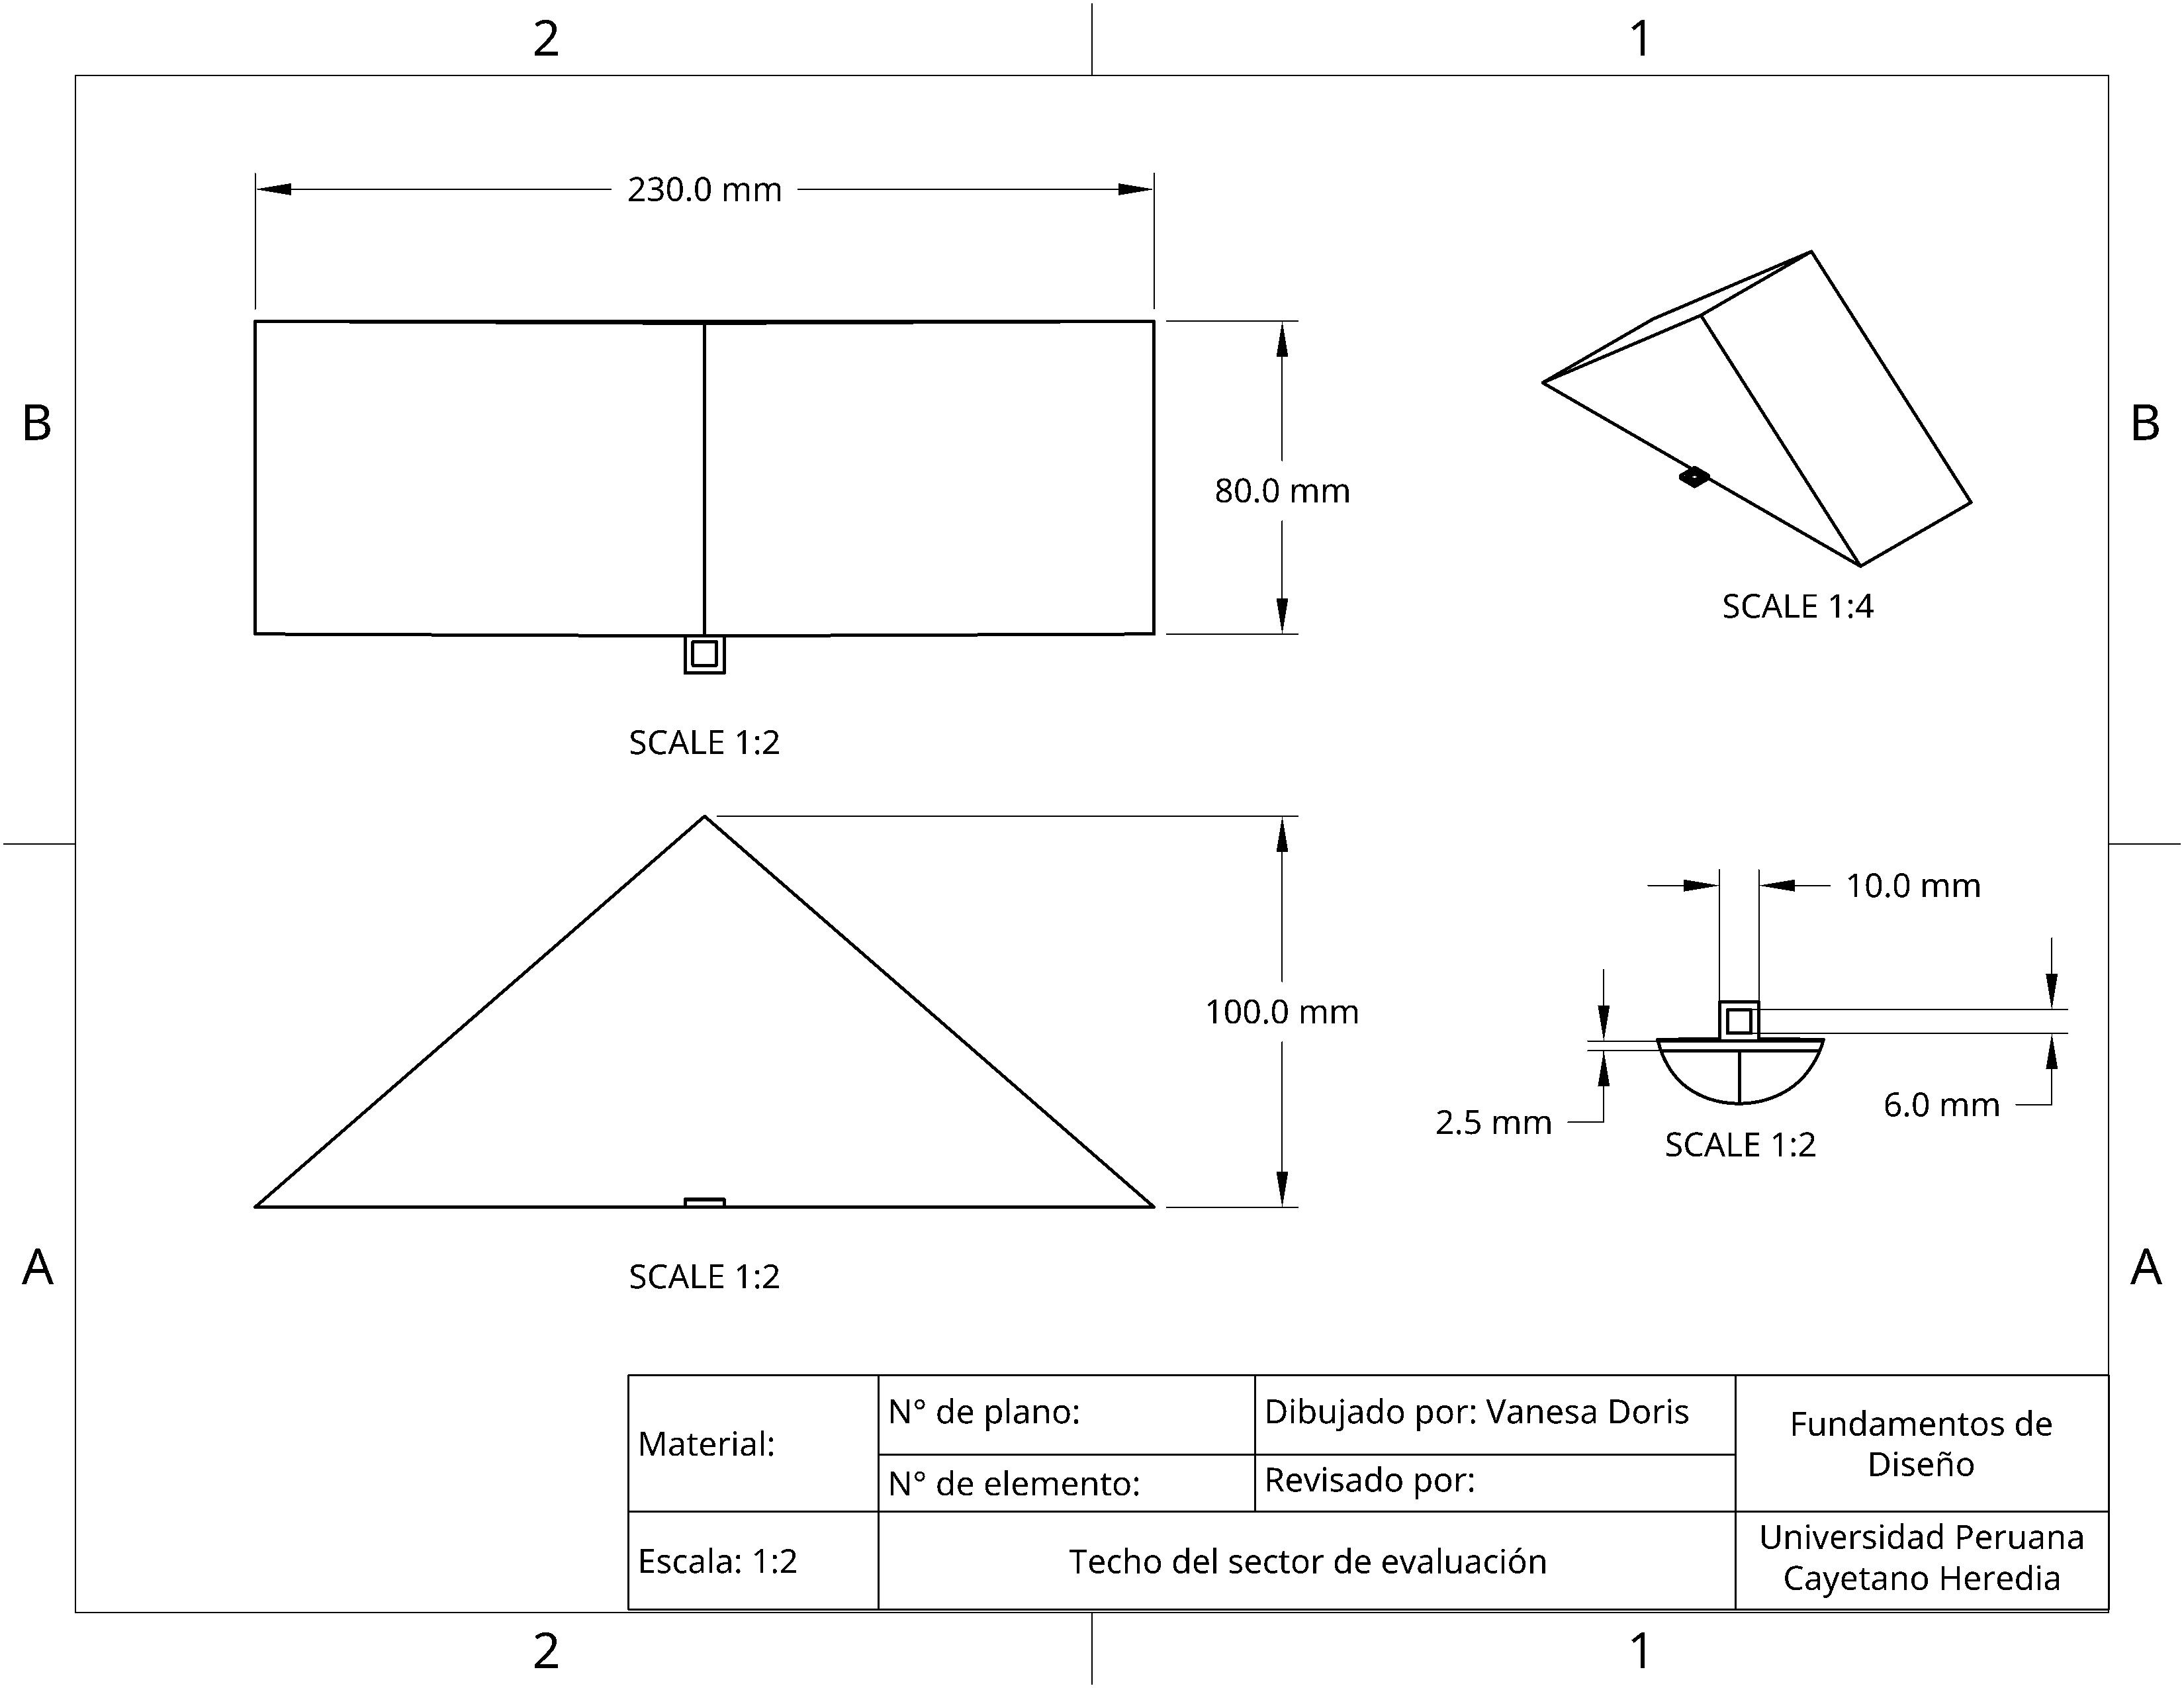 2
1
230.0 mm
B
B
80.0 mm
SCALE 1:4
SCALE 1:2
10.0 mm
100.0 mm
6.0 mm
2.5 mm
SCALE 1:2
A
A
SCALE 1:2
Material:
N° de plano:
Dibujado por: Vanesa Doris
Fundamentos de
Diseño
N° de elemento:
Revisado por:
Escala: 1:2
Techo del sector de evaluación
Universidad Peruana
Cayetano Heredia
2
1